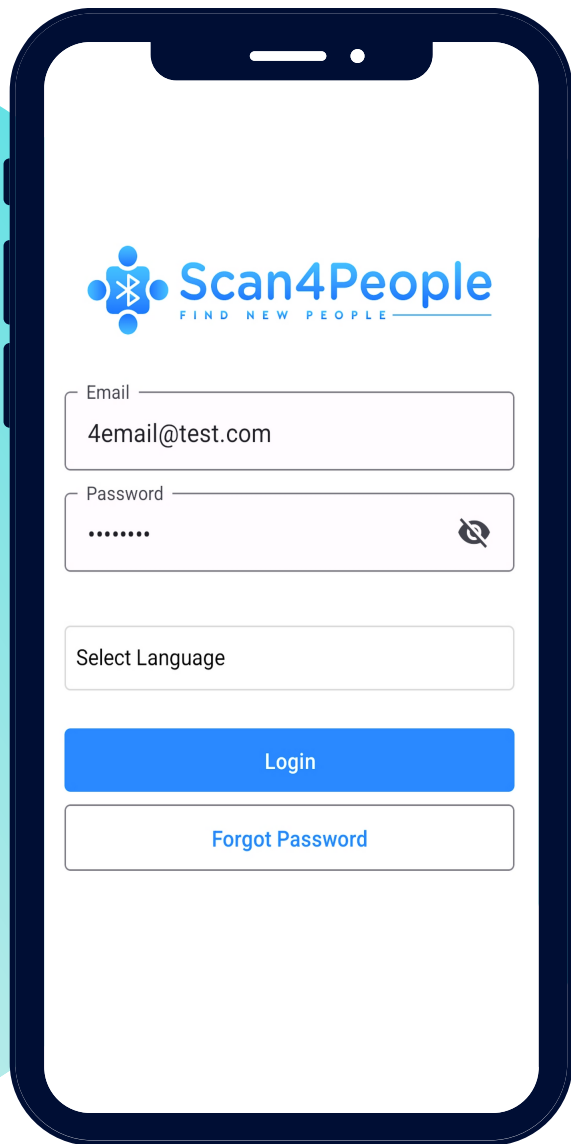 Scan4People
FIND NEW PEOPLE
Email
4email@test.com
Password
••••••••
Select Language
Login
Forgot Password